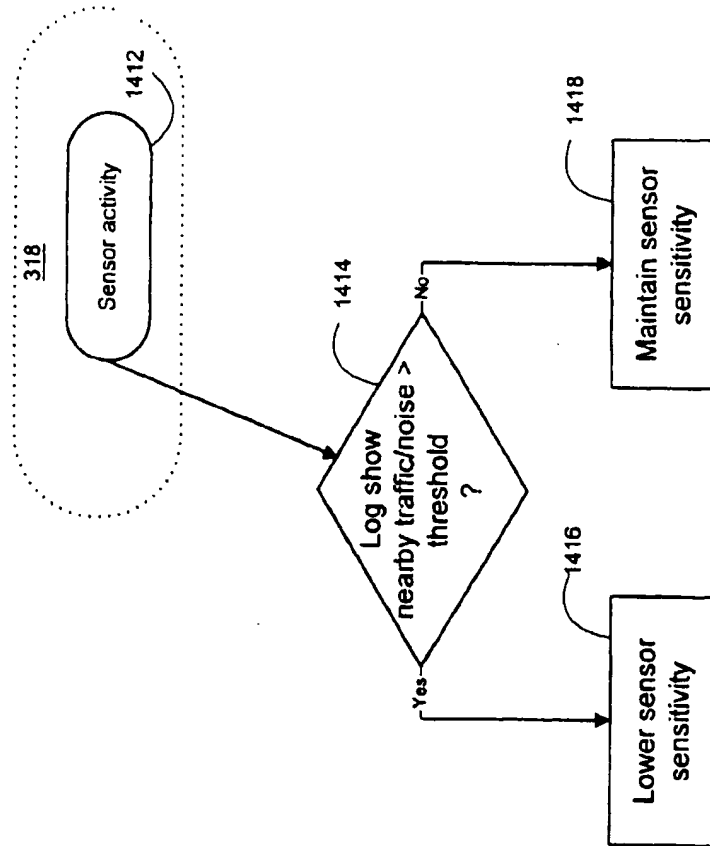 318
Sensor activity
1412
1414
Log show
nearby traffic/noise >
threshold
?
Yes
No
1416
Lower sensor
sensitivity
1418
Maintain sensor
sensitivity